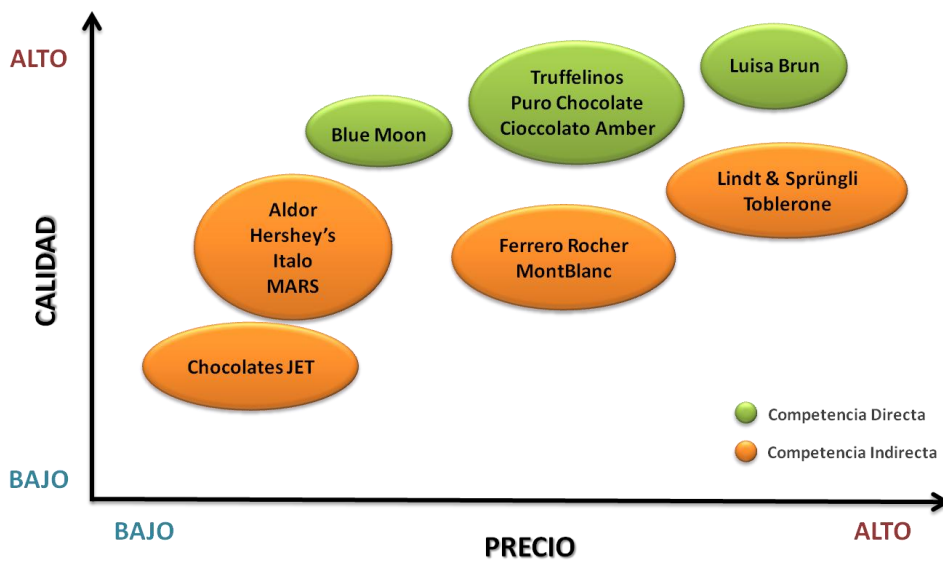 ALTO
Luisa Brun
Truffelinos
Puro Chocolate
Cioccolato Amber
Blue Moon
Lindt & Sprüngli
Toblerone
Aldor
Hershey's
Italo
MARS
Ferrero Rocher
MontBlanc
CALIDAD
Chocolates JET
Competencia Directa
Competencia Indirecta
BAJO
BAJO
PRECIO
ALTO